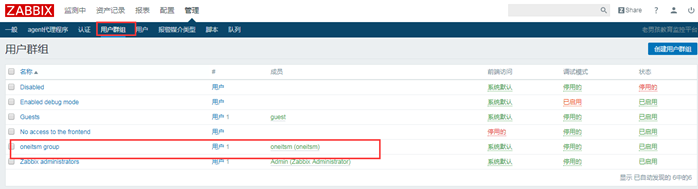 ZABBIX 监测中 资产记录 报表 配置 管理 Share ?
一般 agent代理程序 认证 用户群组 用户 报警媒介类型 脚本 队列 老男孩教育监控平台
用户群组 创建用户群组
名称 ▲ # 成员 前端访问 调试模式 状态
Disabled 用户 系统默认 停用的 停用的
Enabled debug mode 用户 系统默认 已启用 已启用
Guests 用户 1 guest 系统默认 停用的 已启用
No access to the frontend 用户 停用的 停用的 已启用
oneitsm group 用户 1 oneitsm (oneitsm) 系统默认 停用的 已启用
Zabbix administrators 用户 1 Admin (Zabbix Administrator) 系统默认 停用的 已启用
显示 已自动发现的 6中的6